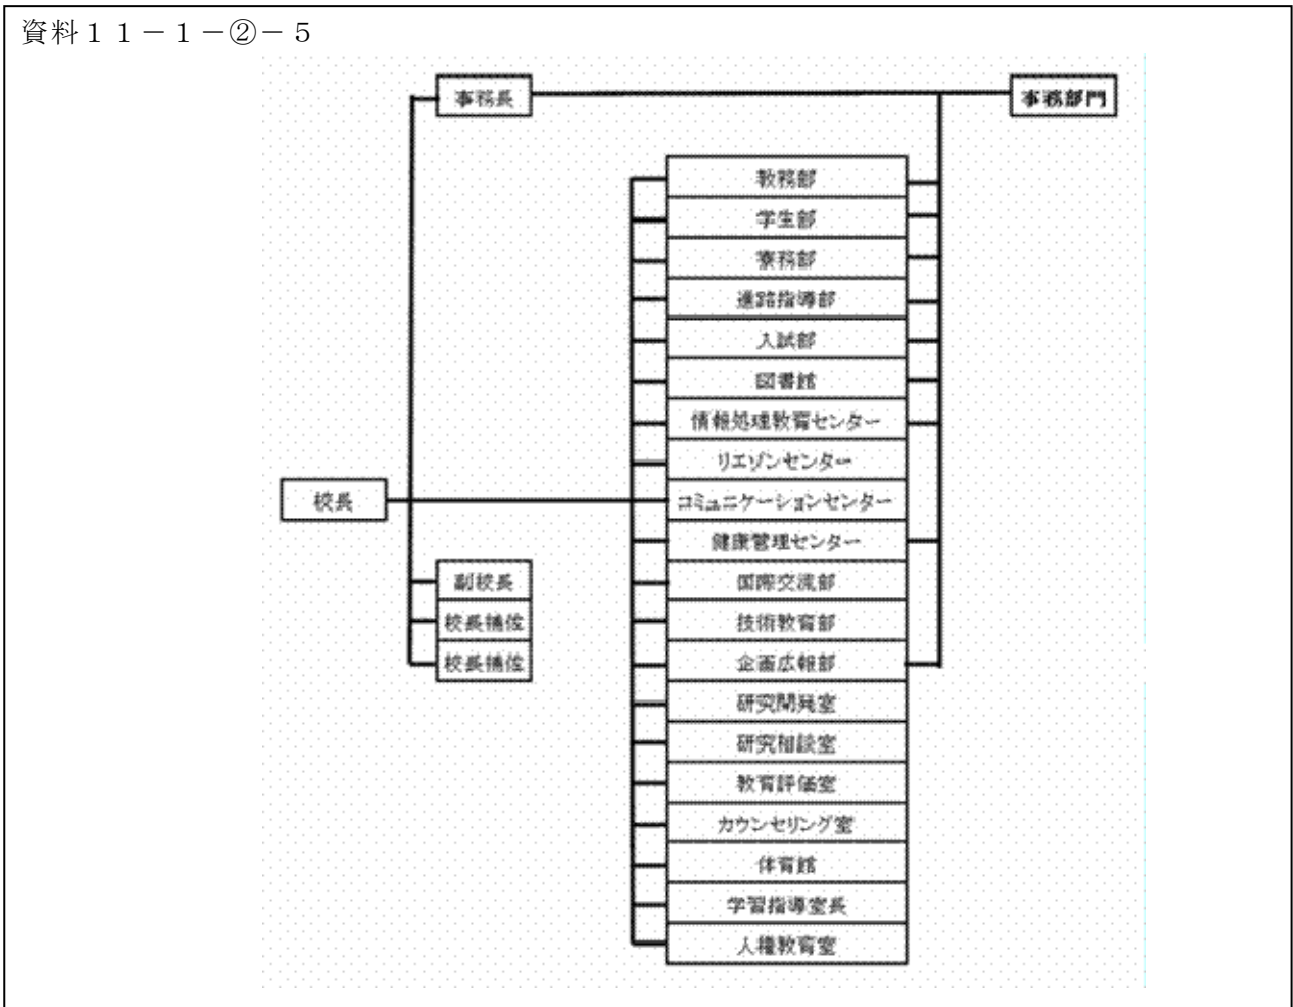 資料１１－１－②－５
事務長
事務部門
教務部
学生部
寮務部
進路指導部
入試部
図書館
情報処理教育センター
リエゾンセンター
校長
コミュニケーションセンター
健康管理センター
副校長
国際交流部
校長補佐
技術教育部
校長補佐
企画広報部
研究開発室
研究相談室
教育評価室
カウンセリング室
体育館
学習指導室長
人権教育室